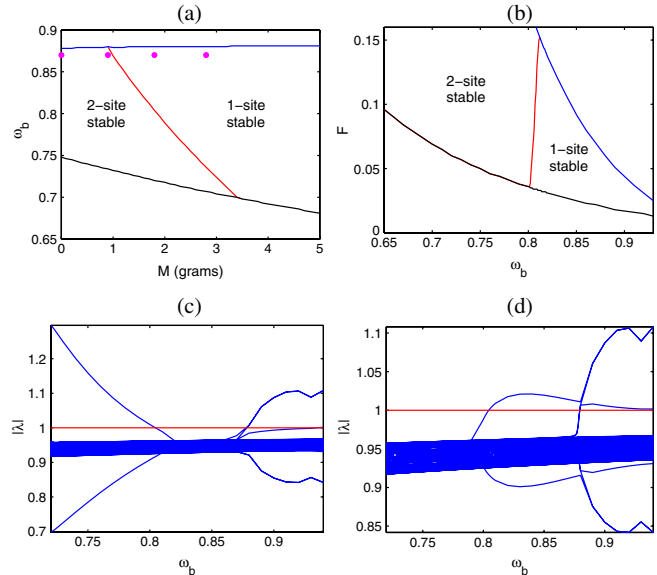 (a)
0.9
0.85
0.8
0.75
0.7
0.65
ω_b
2-site
stable
1-site
stable
0 1 2 3 4 5
M (grams)
(b)
0.15
0.1
0.05
0
F
2-site
stable
1-site
stable
0.65 0.7 0.75 0.8 0.85 0.9
ω_b
(c)
1.2
1.1
1
0.9
0.8
0.7
|λ|
0.75 0.8 0.85 0.9
ω_b
(d)
1.1
1.05
1
0.95
0.9
0.85
|λ|
0.75 0.8 0.85 0.9
ω_b